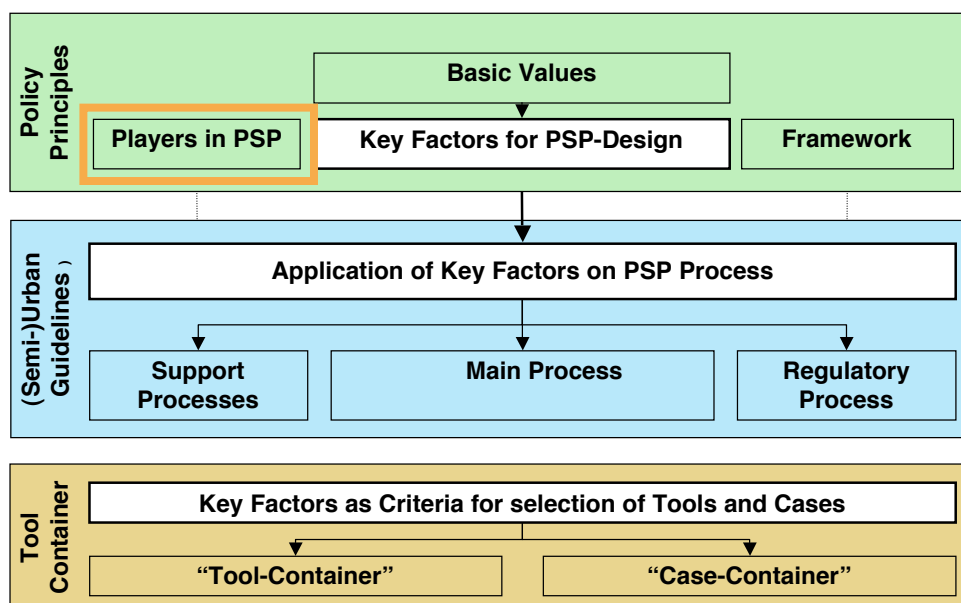 Policy
Principles
Basic Values
Players in PSP
Key Factors for PSP-Design
Framework
(Semi-)Urban
Guidelines )
Application of Key Factors on PSP Process
Support
Processes
Main Process
Regulatory
Process
Tool
Container
Key Factors as Criteria for selection of Tools and Cases
“Tool-Container”
“Case-Container”